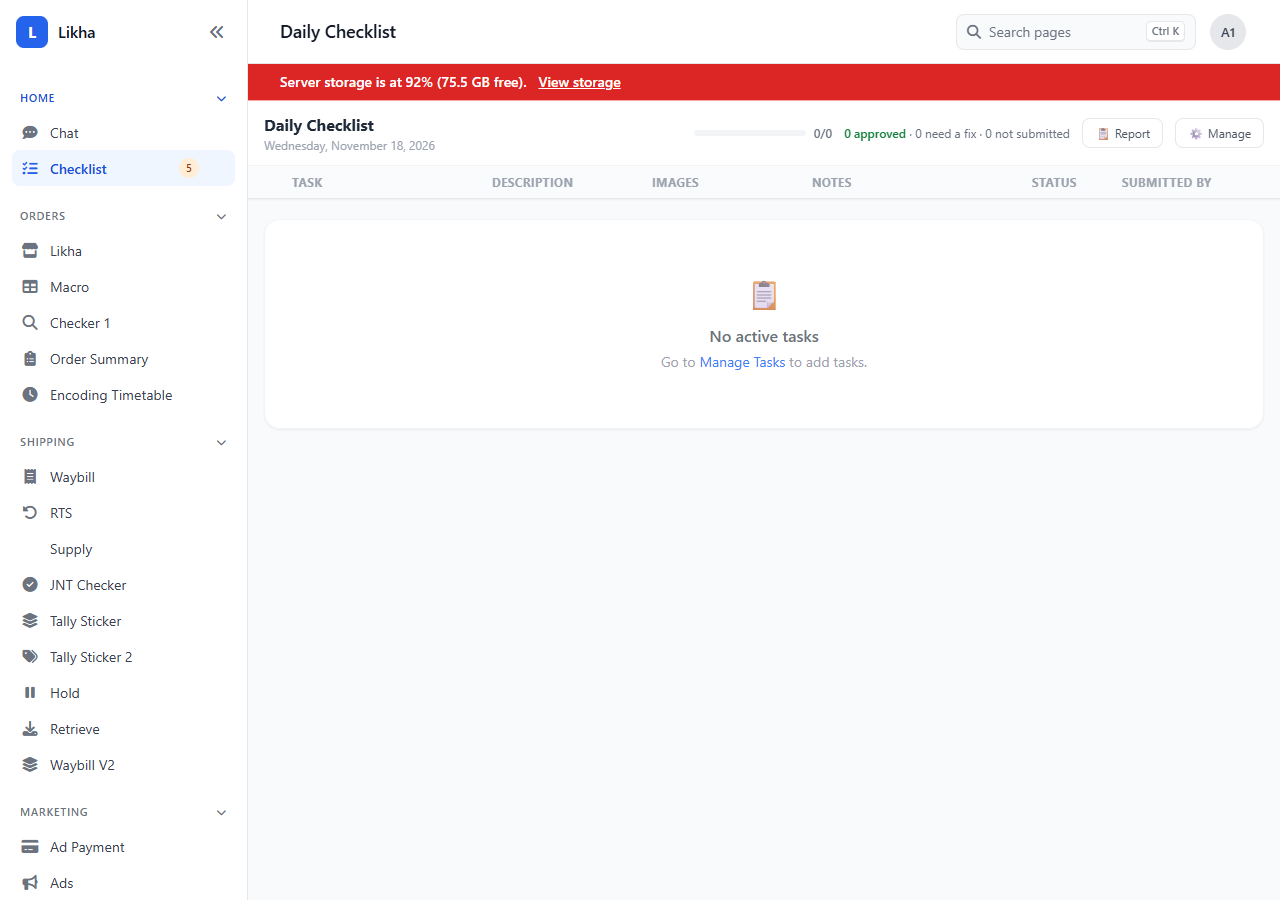 L
Likha
HOME
Chat
Checklist 5
ORDERS
Likha
Macro
Checker 1
Order Summary
Encoding Timetable
SHIPPING
Waybill
RTS
Supply
JNT Checker
Tally Sticker
Tally Sticker 2
Hold
Retrieve
Waybill V2
MARKETING
Ad Payment
Ads
Daily Checklist
Search pages Ctrl K
A1
Server storage is at 92% (75.5 GB free). View storage
Daily Checklist
Wednesday, November 18, 2026
0/0 0 approved · 0 need a fix · 0 not submitted
Report
Manage
TASK DESCRIPTION IMAGES NOTES STATUS SUBMITTED BY
No active tasks
Go to Manage Tasks to add tasks.